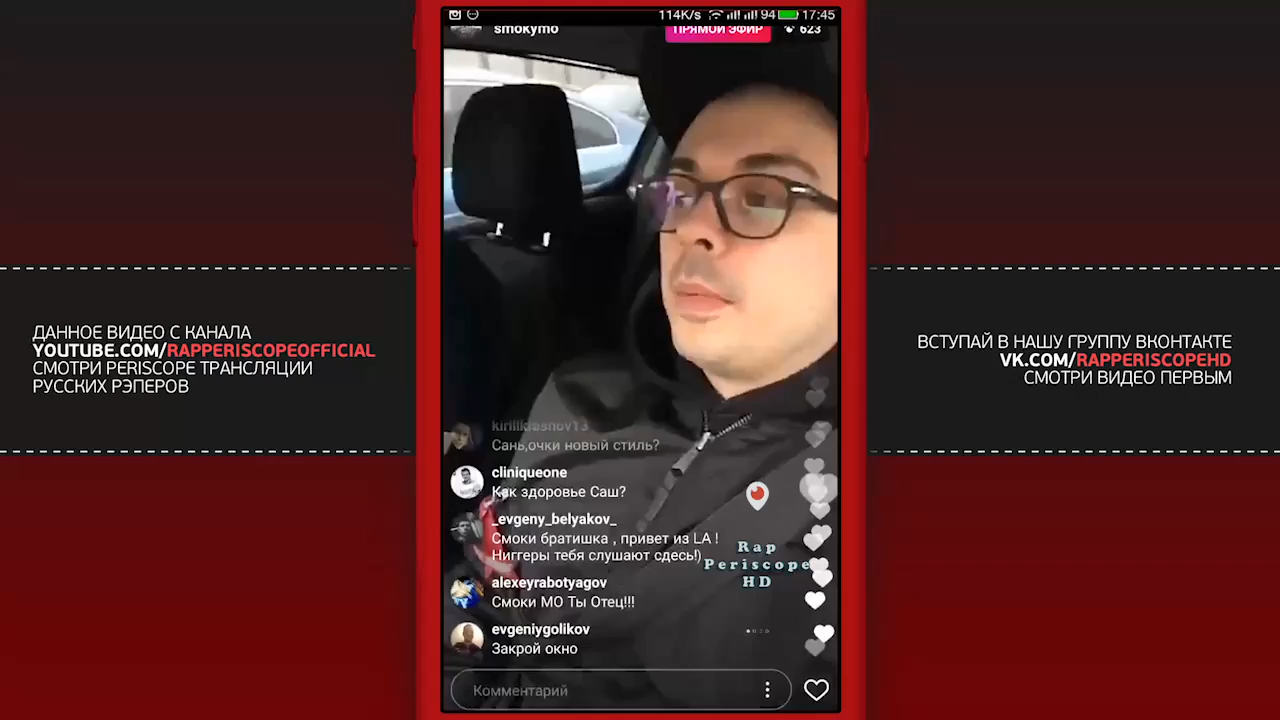 114K/s
94
17:45
smokymo
ПРЯМОЙ ЭФИР
623
ДАННОЕ ВИДЕО С КАНАЛА
YOUTUBE.COM/RAPPERISCOPEOFFICIAL
СМОТРИ PERISCOPE ТРАНСЛЯЦИИ
РУССКИХ РЭПЕРОВ
ВСТУПАЙ В НАШУ ГРУППУ ВКОНТАКТЕ
VK.COM/RAPPERISCOPEHD
СМОТРИ ВИДЕО ПЕРВЫМ
kirillkrasnov13
Сань,очки новый стиль?
cliniqueone
Как здоровье Саш?
_evgeny_belyakov_
Смоки братишка , привет из LA !
Ниггеры тебя слушают сдесь!)
Rap
Periscope
HD
alexeyrabotyagov
Смоки МО Ты Отец!!!
evgeniygolikov
Закрой окно
Комментарий